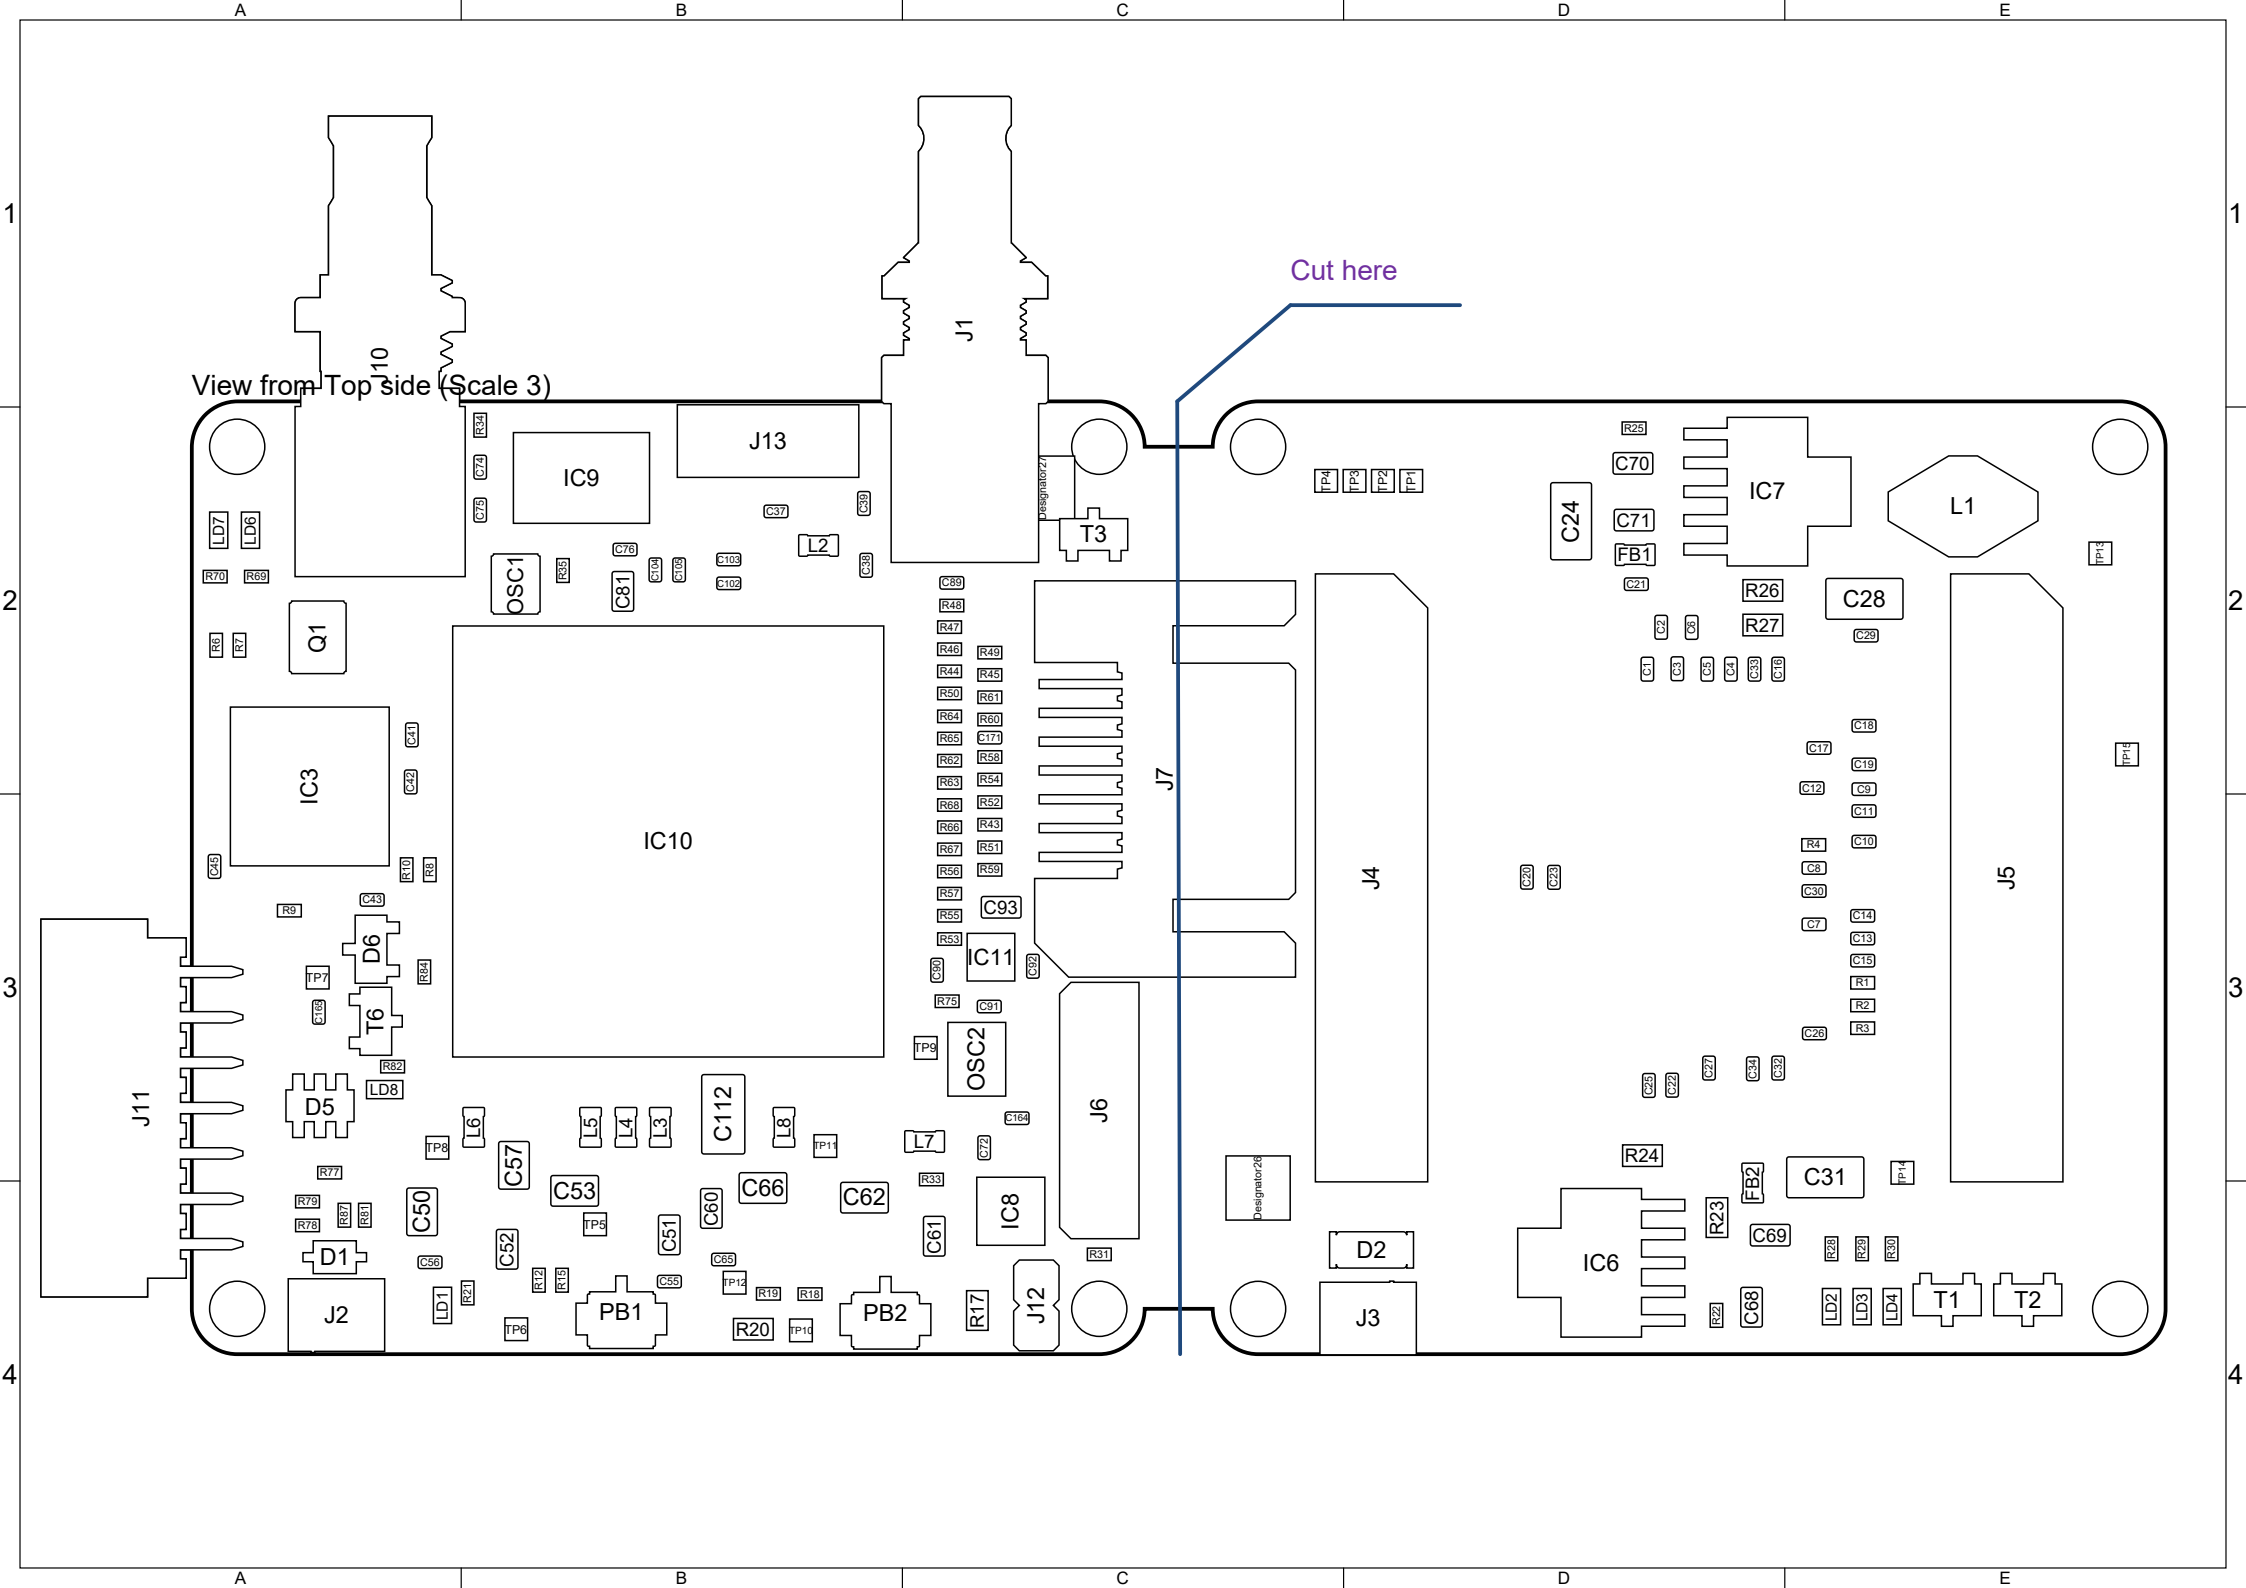 A B C D E
1 1
Cut here
J10
J1
View from Top side (Scale 3)
R34
J13
R25
C70
C74
IC9
Designator27
TP4 TP3 TP2 TP1
IC7
C24
L1
C75
C37
C39
C71
LD7 LD6
T3
L2
FB1
TP13
C76
C103
R70 R69
OSC1
R35
C104 C105
C38
C102
C89
C21
C81
R26
C28
2 2
R48
R47
R27
C2 C6
C29
Q1
R6 R7
R46
R49
R44
R45
C1 C3 C5 C4 C33 C16
R50
R61
R64
R60
C18
C41
R65
C171
C17
TP15
R62
R58
C19
J7
C42
IC3
R63
R54
C12
C9
R68
R52
C11
R66
R43
IC10
C10
R67
R51
R4
C45
R10 R8
R56
R59
C8
J4
C20 C23
J5
C30
R57
C43
C93
R9
R55
C14
C7
R53
C13
D6
IC11
C15
TP7
R84
C90
C92
R1
3 3
R75
C91
R2
C165
T6
R3
C26
TP9
OSC2
R82
C27 C34 C32
LD8
C25 C22
J11
D5
C112
J6
C164
L6
L5 L4 L3
L8
L7
TP8
TP11
C72
R24
C57
R77
R33
Designator26
FB2
C31
TP14
C53
C66
C62
R79
C50
C60
IC8
R87 R81
R78
TP5
R23
C51
C61
C69
C52
D1
R31
D2
R28 R29 R30
C56
C65
IC6
R12 R15
C55
TP12
R21
R19 R18
LD1
J12
R17
J2
PB1
PB2
J3
C68
R22
LD2 LD3 LD4
T1 T2
TP6
R20
TP10
4 4
A B C D E